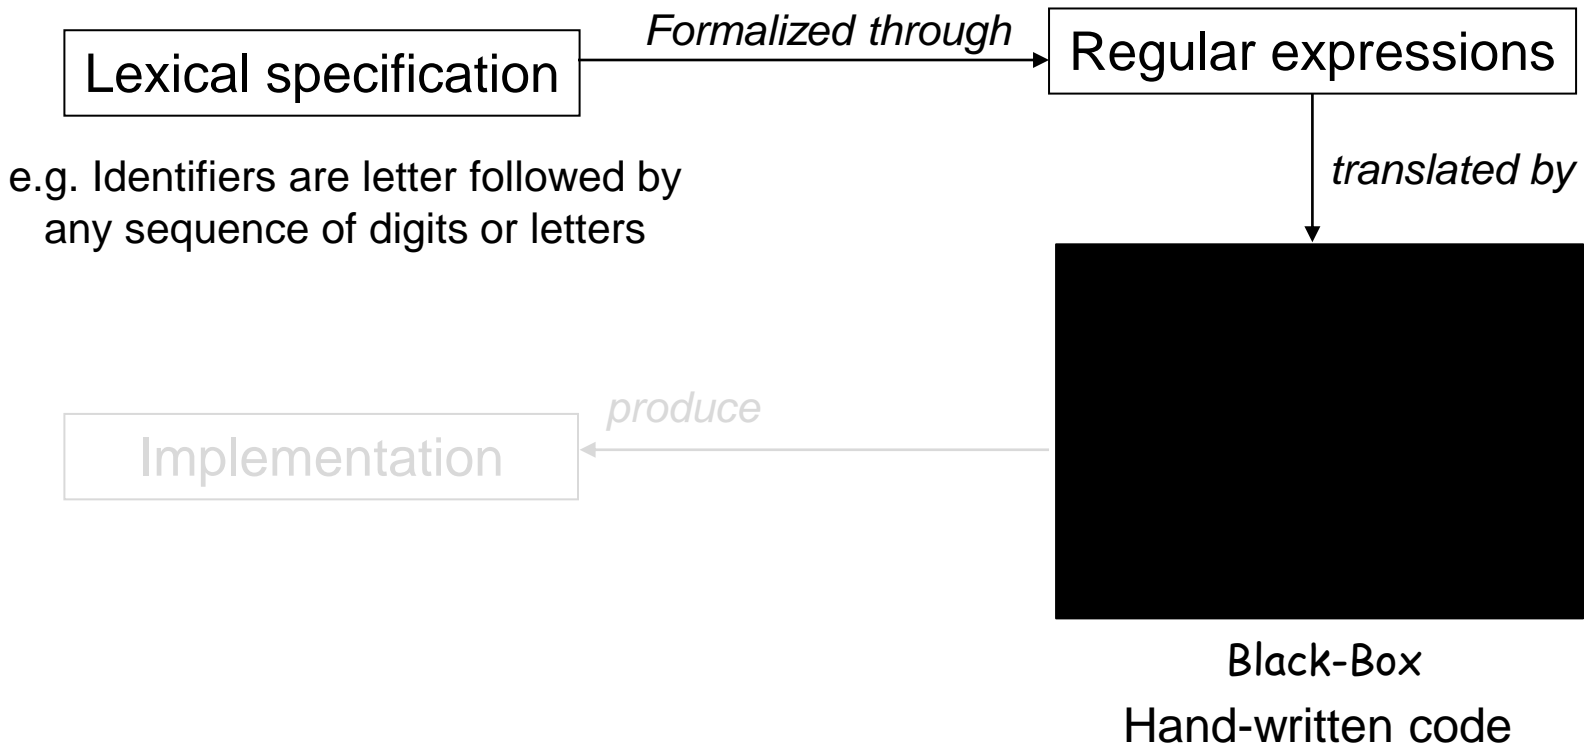 Lexical specification
Formalized through
Regular expressions
e.g. Identifiers are letter followed by
any sequence of digits or letters
translated by
Implementation
produce
Black-Box
Hand-written code